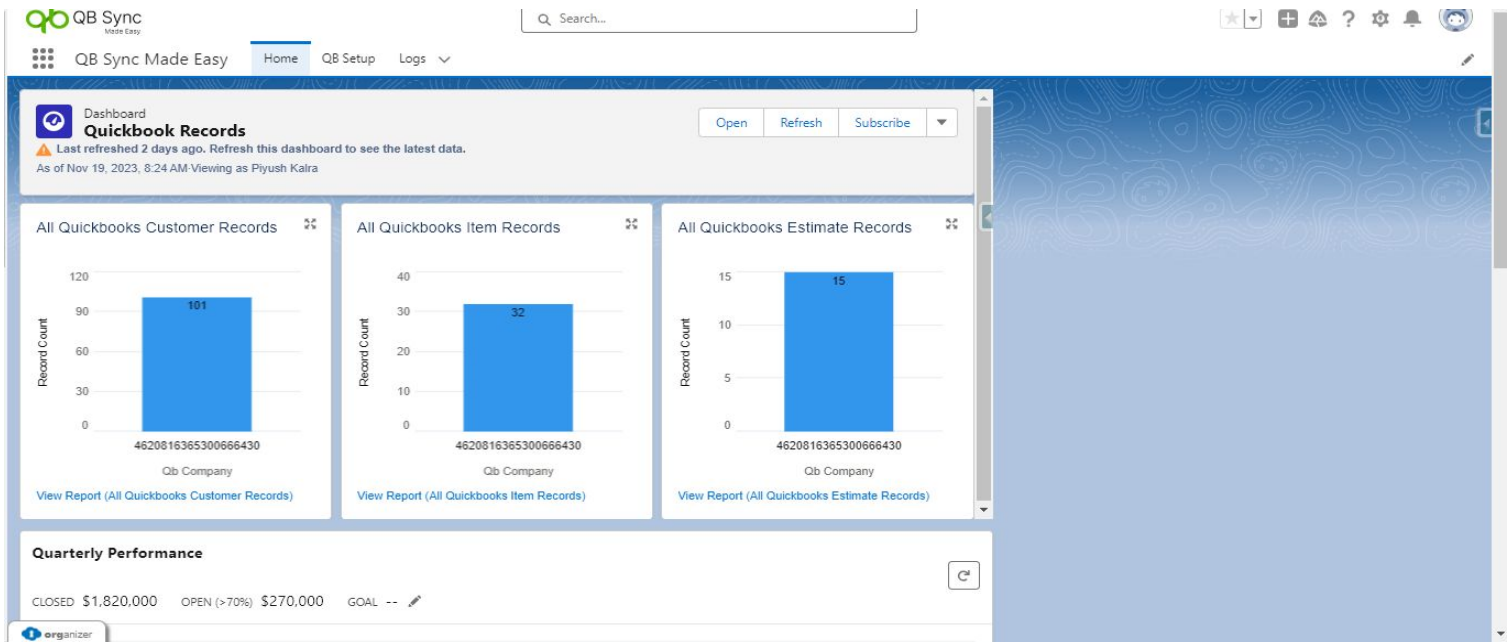 QB Sync
Made Easy
Search...
QB Sync Made Easy Home QB Setup Logs
Dashboard
Quickbook Records
Last refreshed 2 days ago. Refresh this dashboard to see the latest data.
As of Nov 19, 2023, 8:24 AM·Viewing as Piyush Kalra
Open Refresh Subscribe
All Quickbooks Customer Records
Record Count
120
90
60
30
0
101
4620816365300666430
Qb Company
View Report (All Quickbooks Customer Records)
All Quickbooks Item Records
Record Count
40
30
20
10
0
32
4620816365300666430
Qb Company
View Report (All Quickbooks Item Records)
All Quickbooks Estimate Records
Record Count
15
10
5
0
15
4620816365300666430
Qb Company
View Report (All Quickbooks Estimate Records)
Quarterly Performance
CLOSED $1,820,000 OPEN (>70%) $270,000 GOAL --
organizer